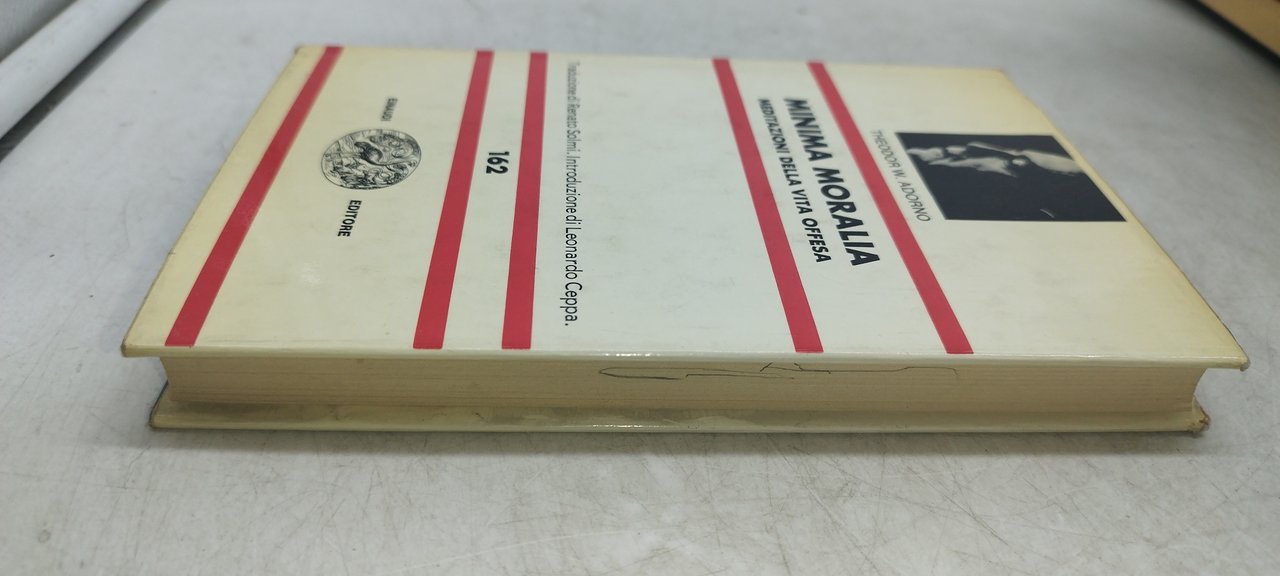 THEODOR W. ADORNO
MINIMA MORALIA
MEDITAZIONI DELLA VITA OFFESA
Traduzione di Renato Solmi. Introduzione di Leonardo Ceppa.
162
EINAUDI EDITORE